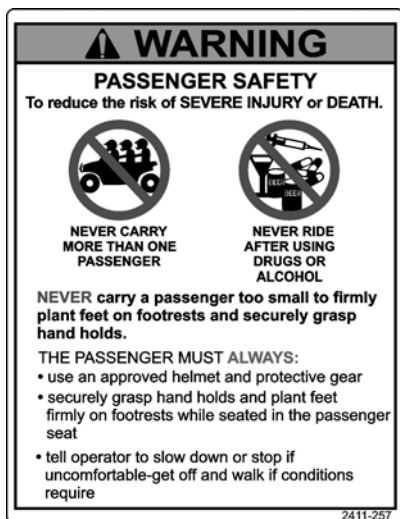 WARNING
PASSENGER SAFETY
To reduce the risk of SEVERE INJURY or DEATH.
BEER
BEER
NEVER CARRY
MORE THAN ONE
PASSENGER
NEVER RIDE
AFTER USING
DRUGS OR
ALCOHOL
NEVER carry a passenger too small to firmly
plant feet on footrests and securely grasp
hand holds.
THE PASSENGER MUST ALWAYS:
• use an approved helmet and protective gear
• securely grasp hand holds and plant feet
firmly on footrests while seated in the passenger
seat
• tell operator to slow down or stop if
uncomfortable-get off and walk if conditions
require
2411-257